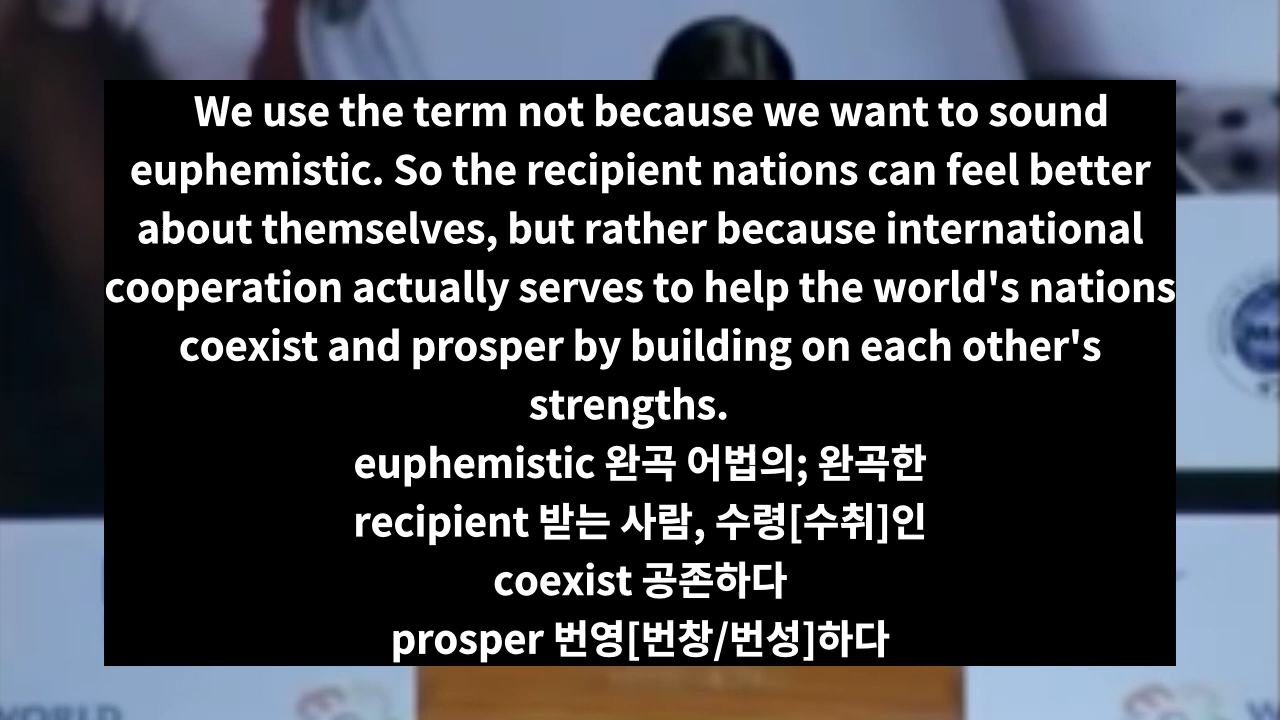 We use the term not because we want to sound
euphemistic. So the recipient nations can feel better
about themselves, but rather because international
cooperation actually serves to help the world's nations
coexist and prosper by building on each other's
strengths.
euphemistic 완곡 어법의; 완곡한
recipient 받는 사람, 수령[수취]인
coexist 공존하다
prosper 번영[번창/번성]하다
WORLD